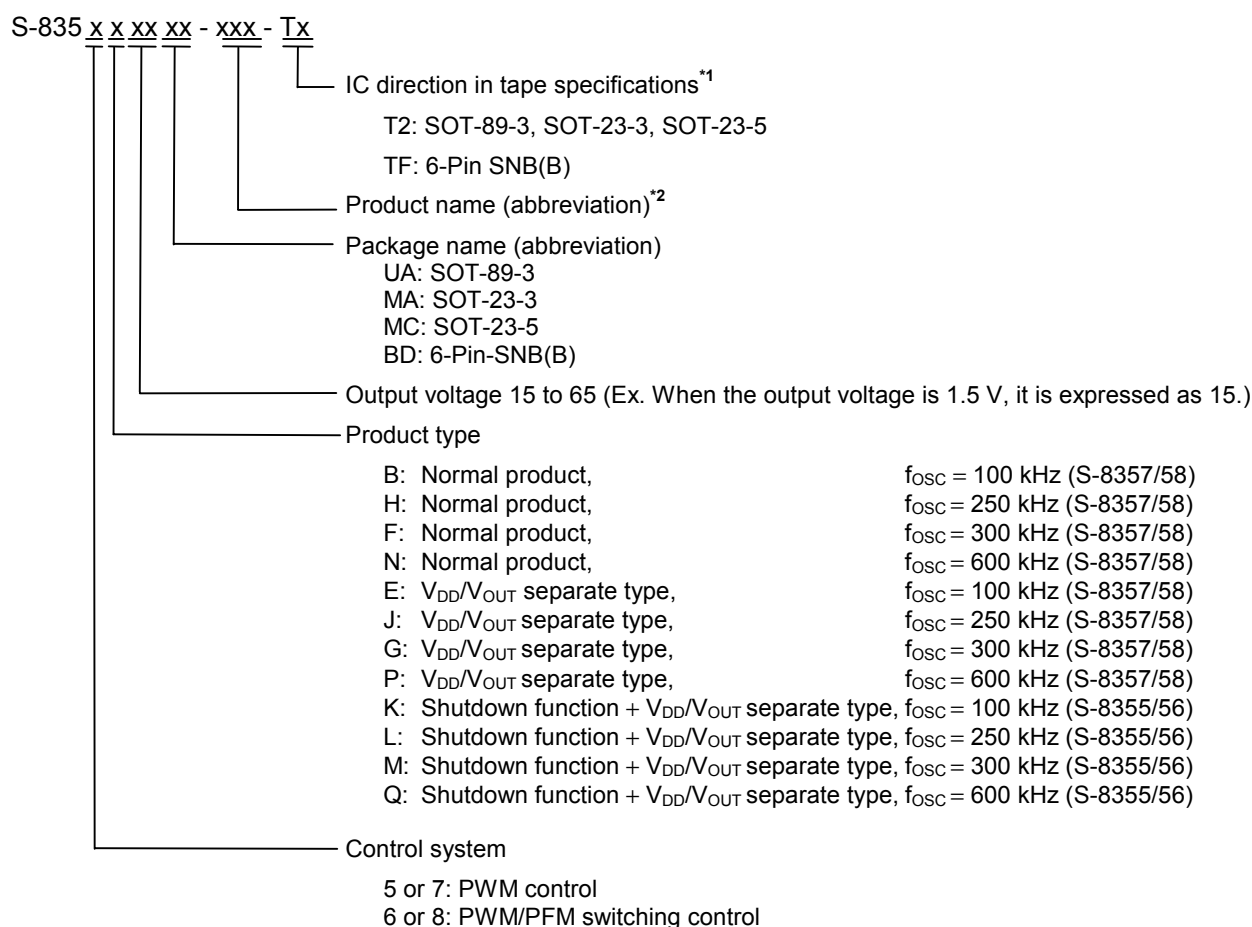 S-835 x x xx xx - xxx - Tx
IC direction in tape specifications*1
T2: SOT-89-3, SOT-23-3, SOT-23-5
TF: 6-Pin SNB(B)
Product name (abbreviation)*2
Package name (abbreviation)
UA: SOT-89-3
MA: SOT-23-3
MC: SOT-23-5
BD: 6-Pin-SNB(B)
Output voltage 15 to 65 (Ex. When the output voltage is 1.5 V, it is expressed as 15.)
Product type
B: Normal product, fOSC = 100 kHz (S-8357/58)
H: Normal product, fOSC = 250 kHz (S-8357/58)
F: Normal product, fOSC = 300 kHz (S-8357/58)
N: Normal product, fOSC = 600 kHz (S-8357/58)
E: VDD/VOUT separate type, fOSC = 100 kHz (S-8357/58)
J: VDD/VOUT separate type, fOSC = 250 kHz (S-8357/58)
G: VDD/VOUT separate type, fOSC = 300 kHz (S-8357/58)
P: VDD/VOUT separate type, fOSC = 600 kHz (S-8357/58)
K: Shutdown function + VDD/VOUT separate type, fOSC = 100 kHz (S-8355/56)
L: Shutdown function + VDD/VOUT separate type, fOSC = 250 kHz (S-8355/56)
M: Shutdown function + VDD/VOUT separate type, fOSC = 300 kHz (S-8355/56)
Q: Shutdown function + VDD/VOUT separate type, fOSC = 600 kHz (S-8355/56)
Control system
5 or 7: PWM control
6 or 8: PWM/PFM switching control